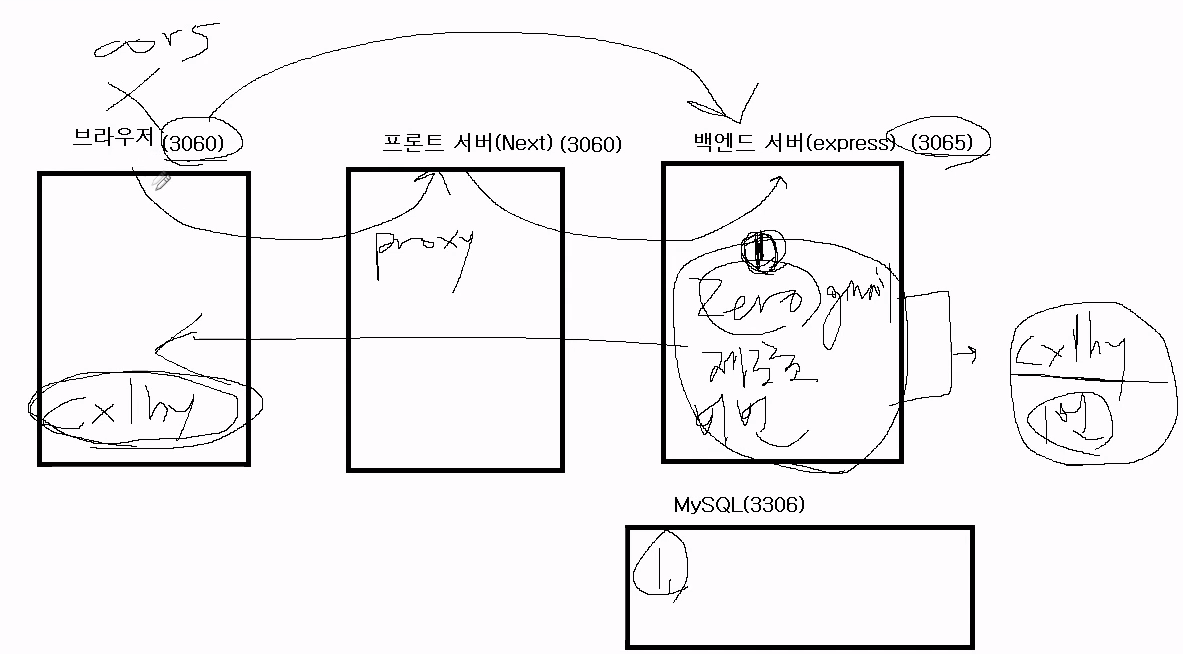 cors
브라우저 (3060)
프론트 서버(Next) (3060)
백엔드 서버(express) (3065)
proxy
Zero gmail
제로초
비번
cxlhy
cxlhy
1번
MySQL(3306)
1,